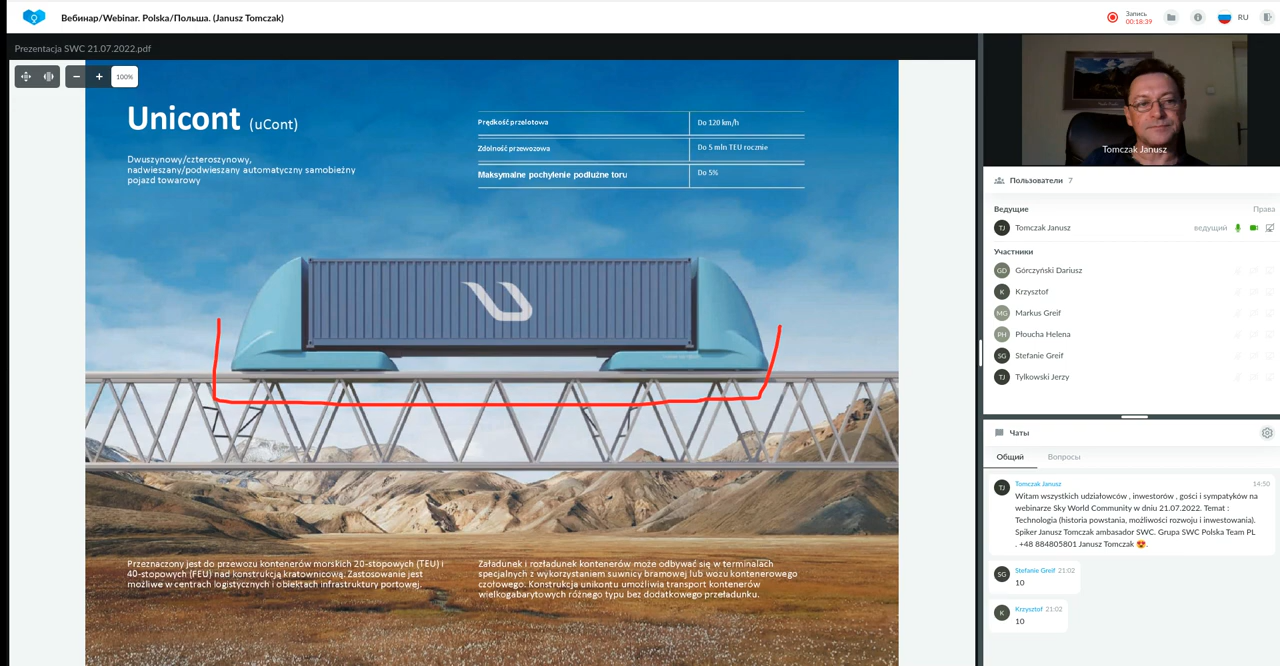 Вебинар/Webinar. Polska/Польша. (Janusz Tomczak)
Запись
00:18:39
RU
Prezentacja SWC 21.07.2022.pdf
100%
Unicont (uCont)
Dwuszynowy/czteroszynowy,
nadwieszany/podwieszany automatyczny samobieżny
pojazd towarowy
Prędkość przelotowa Do 120 km/h
Zdolność przewozowa Do 5 mln TEU rocznie
Maksymalne pochylenie podłużne toru Do 5%
Przeznaczony jest do przewozu kontenerów morskich 20-stopowych (TEU) i
40-stopowych (FEU) nad konstrukcją kratownicową. Zastosowanie jest
możliwe w centrach logistycznych i obiektach infrastruktury portowej.
Załadunek i rozładunek kontenerów może odbywać się w terminalach
specjalnych z wykorzystaniem suwnicy bramowej lub wozu kontenerowego
czołowego. Konstrukcja unikontu umożliwia transport kontenerów
wielkogabarytowych różnego typu bez dodatkowego przeładunku.
Tomczak Janusz
Пользователи 7
Ведущие Права
TJ Tomczak Janusz ведущий
Участники
GD Górczyński Dariusz
K Krzysztof
MG Markus Greif
PH Płoucha Helena
SG Stefanie Greif
TJ Tylkowski Jerzy
Чаты
Общий Вопросы
TJ Tomczak Janusz 14:50
Witam wszystkich udziałowców , inwestorów , gości i sympatyków na
webinarze Sky World Community w dniu 21.07.2022. Temat :
Technologia (historia powstania, możliwości rozwoju i inwestowania).
Spiker Janusz Tomczak ambasador SWC. Grupa SWC Polska Team PL
. +48 884805801 Janusz Tomczak 😍.
SG Stefanie Greif 21:02
10
K Krzysztof 21:02
10